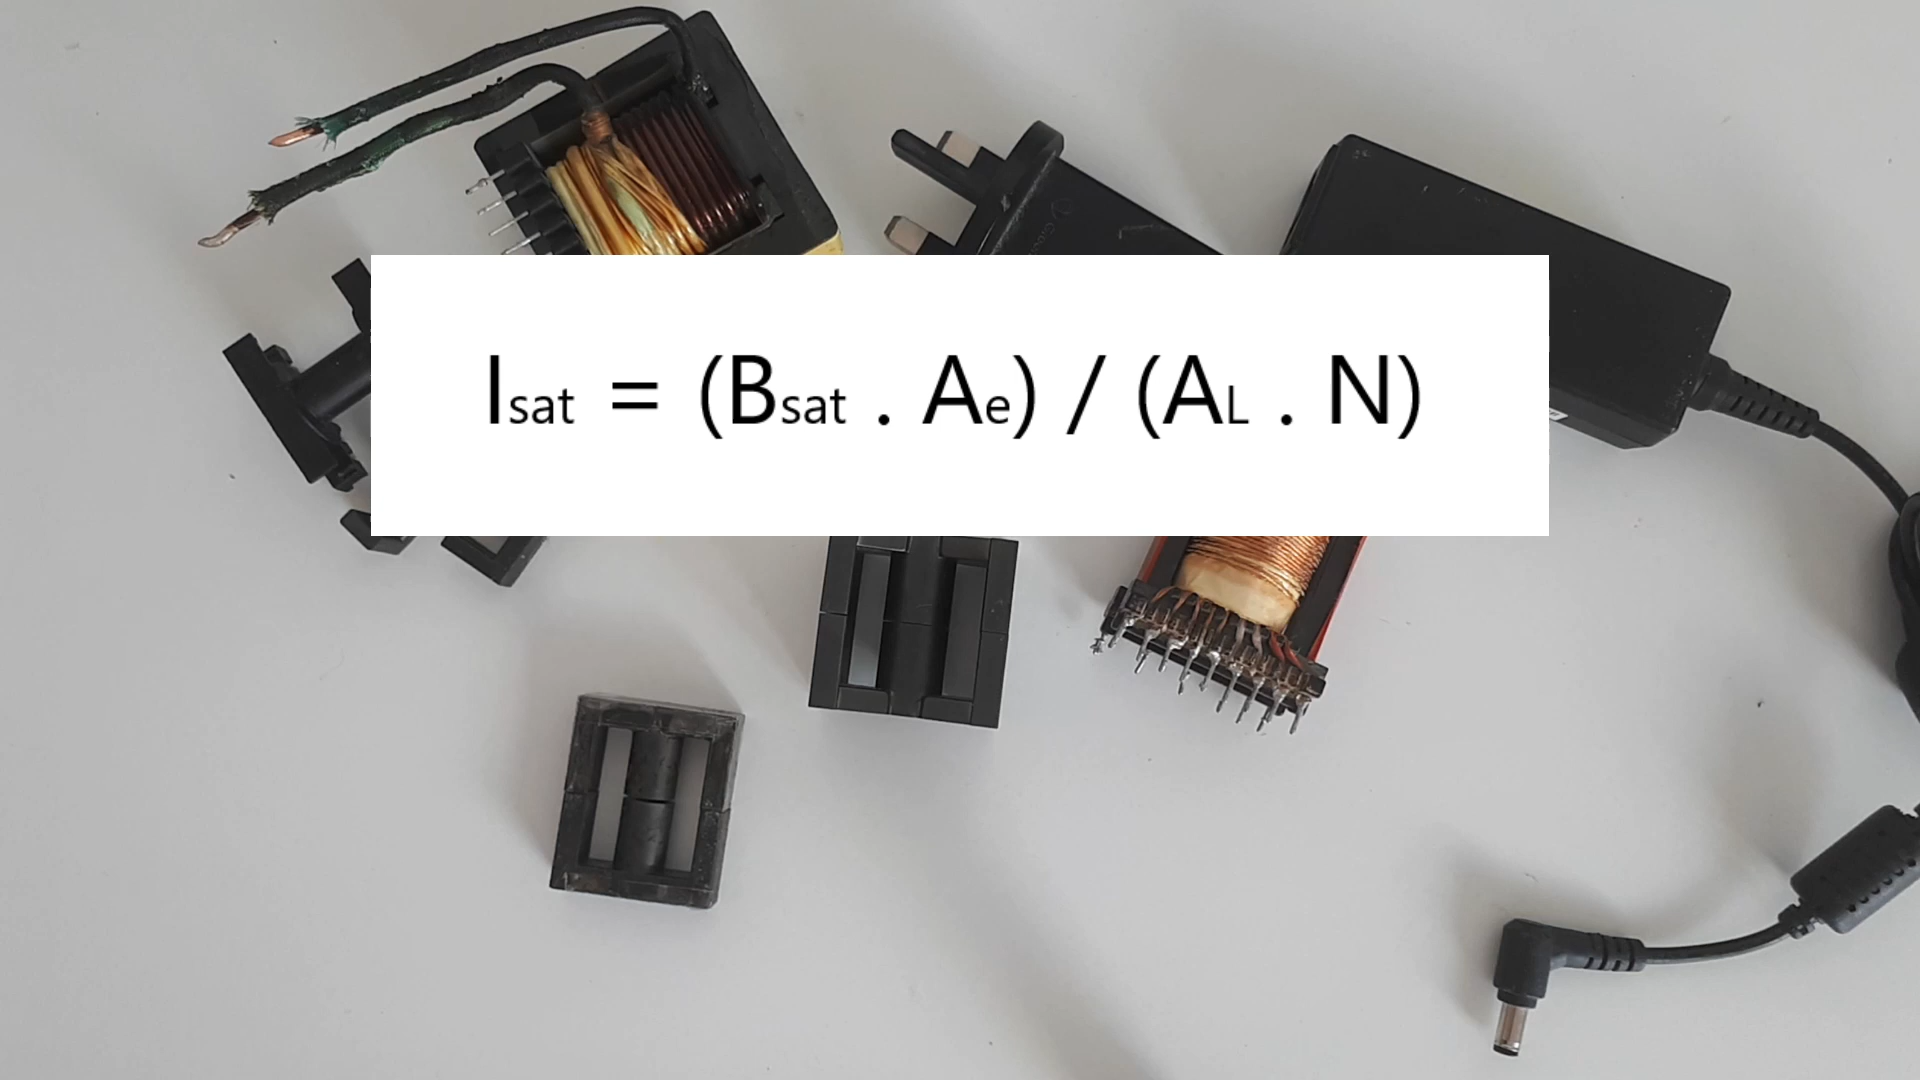 Isat = (Bsat . Ae) / (AL . N)